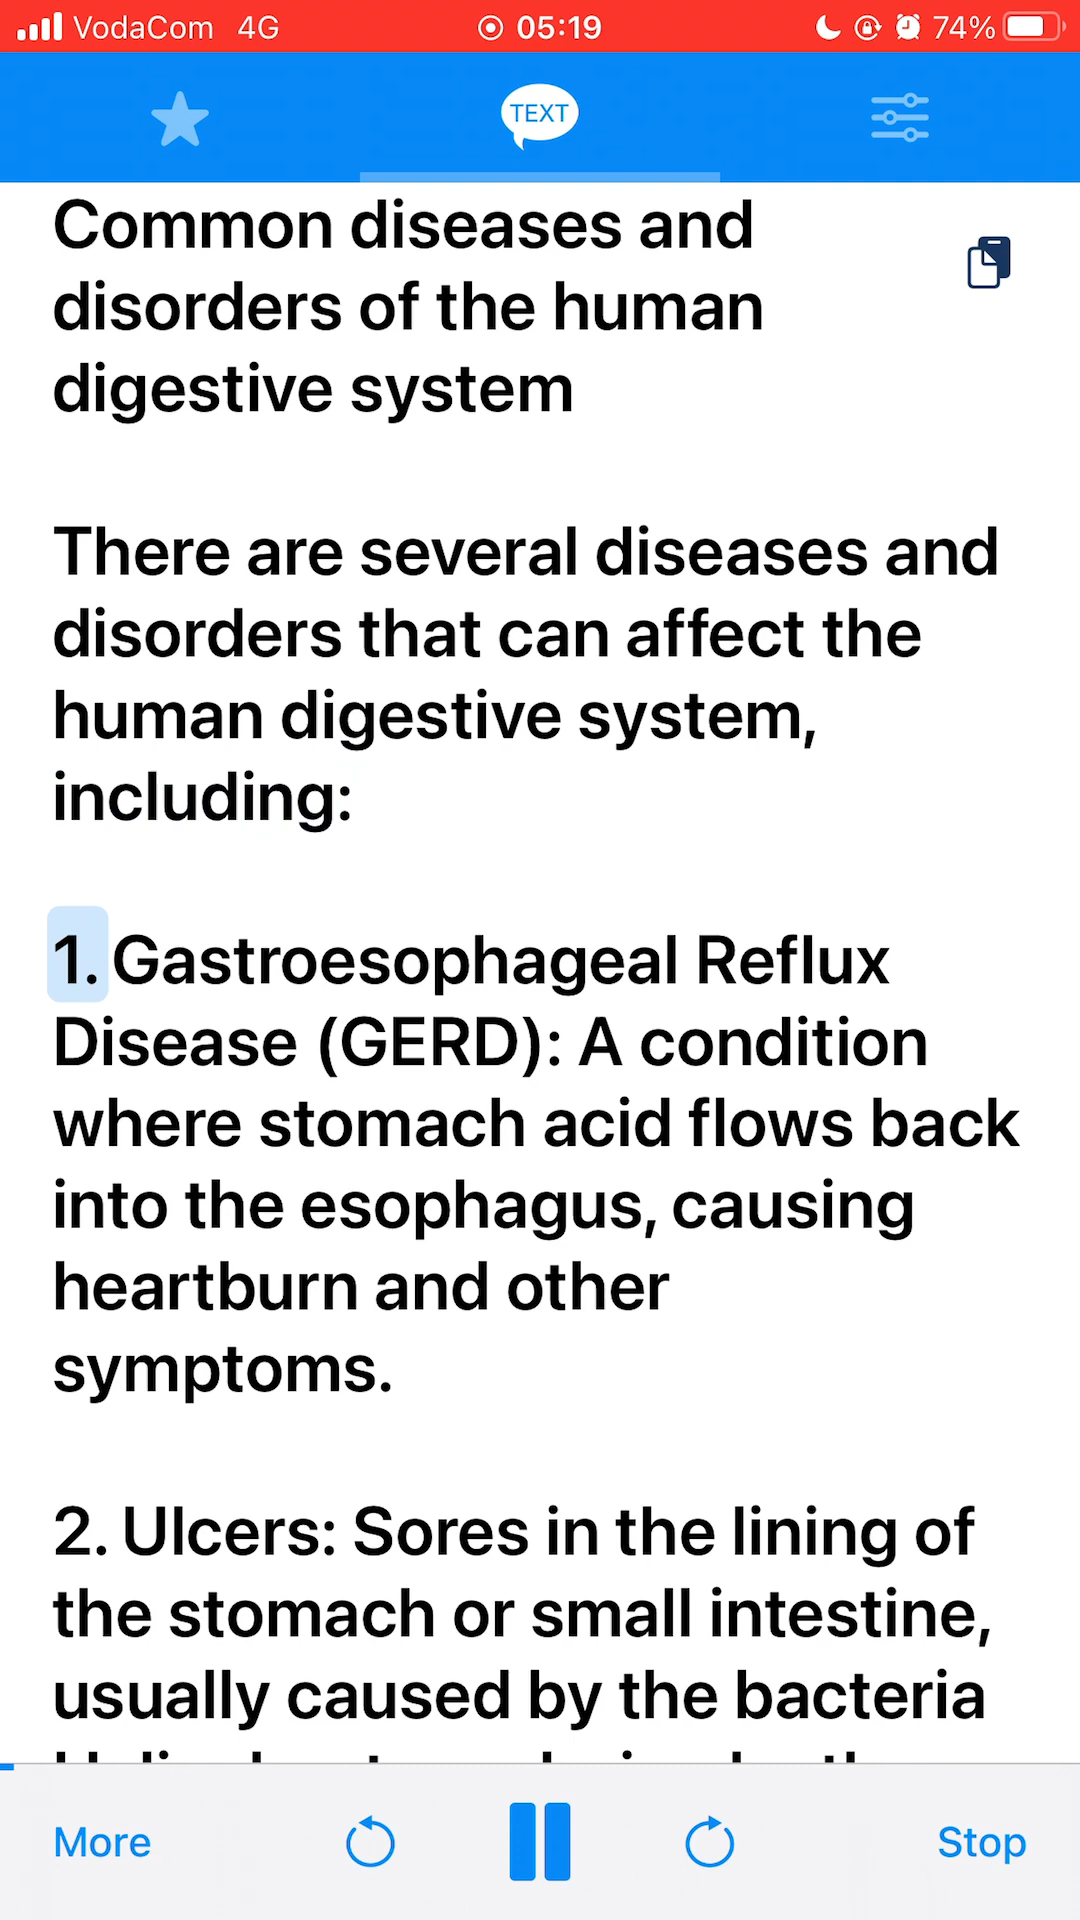 VodaCom 4G 05:19 74%
TEXT
Common diseases and
disorders of the human
digestive system
There are several diseases and
disorders that can affect the
human digestive system,
including:
1. Gastroesophageal Reflux
Disease (GERD): A condition
where stomach acid flows back
into the esophagus, causing
heartburn and other
symptoms.
2. Ulcers: Sores in the lining of
the stomach or small intestine,
usually caused by the bacteria
More Stop